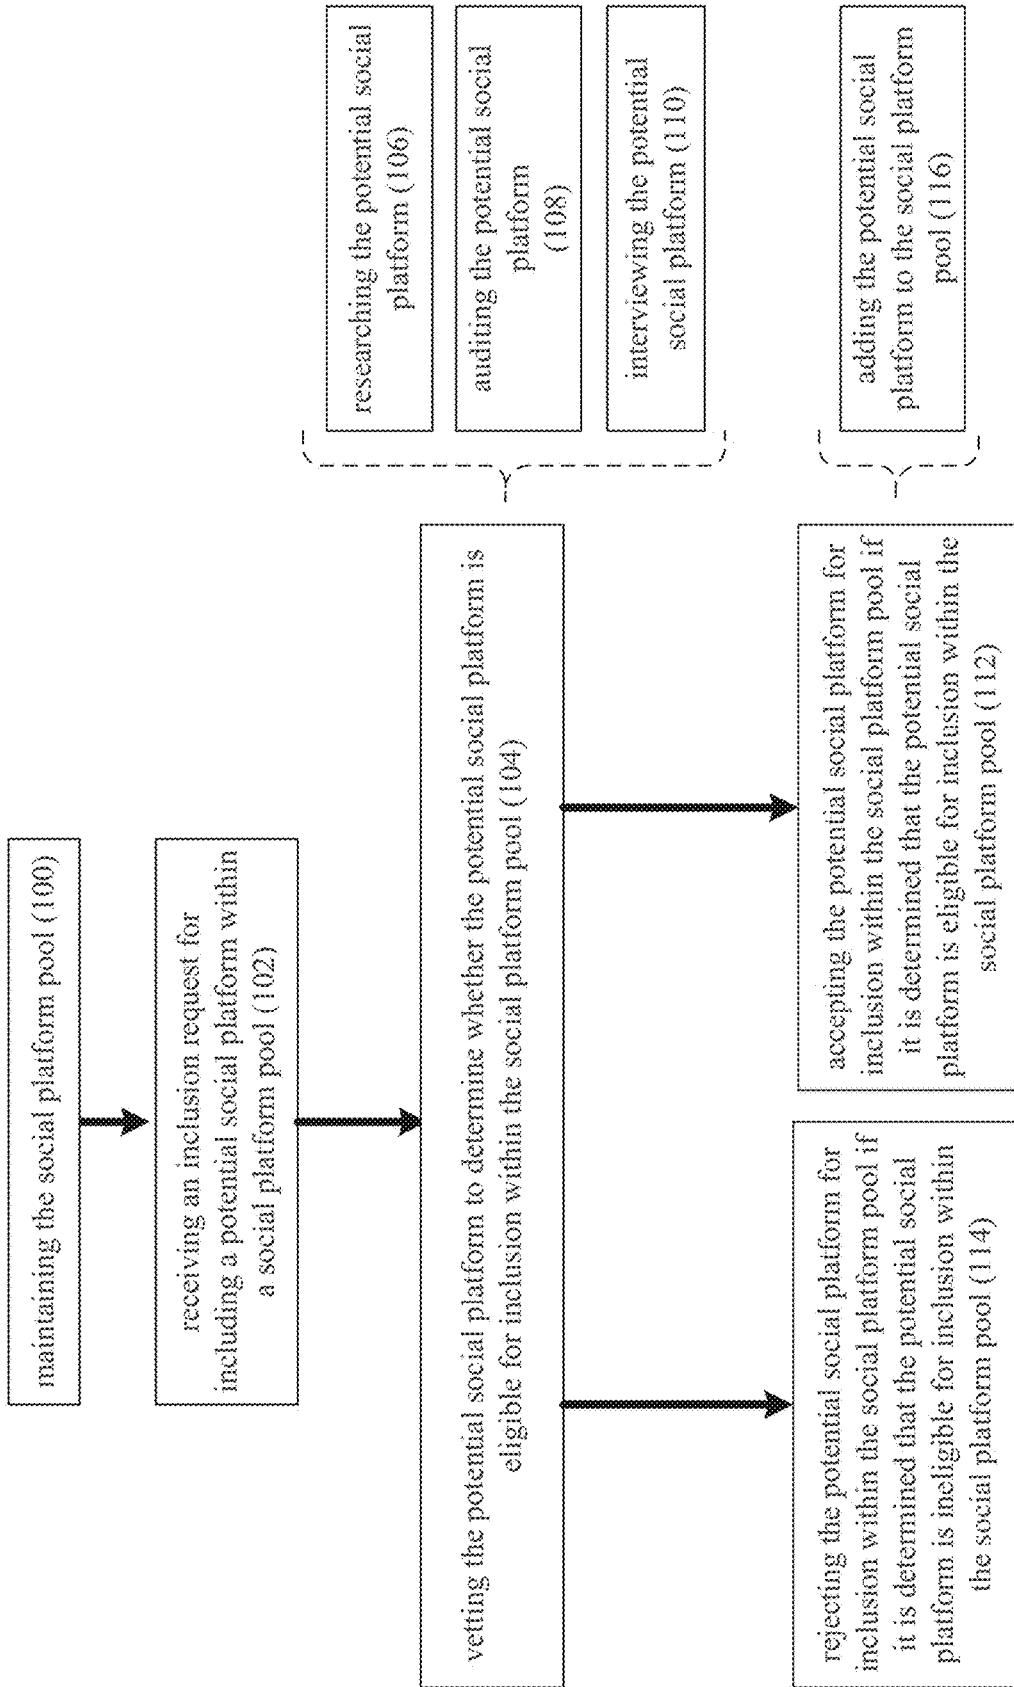 maintaining the social platform pool (100)
receiving an inclusion request for
including a potential social platform within
a social platform pool (102)
vetting the potential social platform to determine whether the potential social platform is
eligible for inclusion within the social platform pool (104)
researching the potential social
platform (106)
auditing the potential social
platform
(108)
interviewing the potential
social platform (110)
rejecting the potential social platform for
inclusion within the social platform pool if
it is determined that the potential social
platform is ineligible for inclusion within
the social platform pool (114)
accepting the potential social platform for
inclusion within the social platform pool if
it is determined that the potential social
platform is eligible for inclusion within the
social platform pool (112)
adding the potential social
platform to the social platform
pool (116)